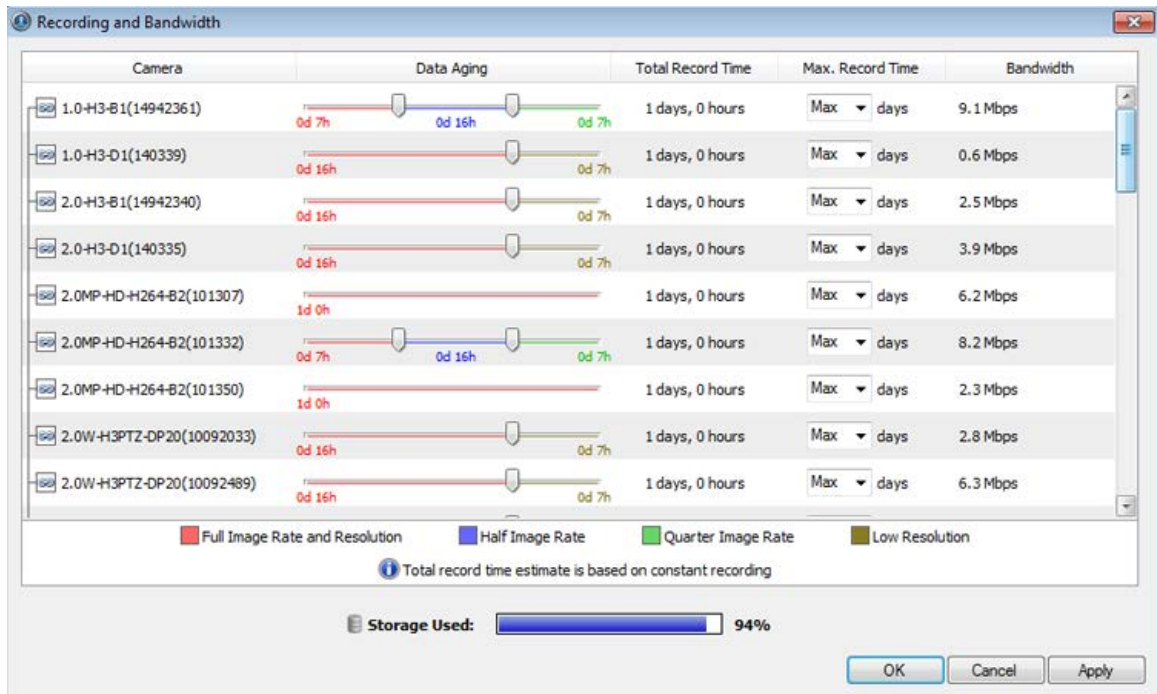 Recording and Bandwidth
Camera Data Aging Total Record Time Max. Record Time Bandwidth
1.0-H3-B1(14942361) 0d 7h 0d 16h 0d 7h 1 days, 0 hours Max days 9.1 Mbps
1.0-H3-D1(140339) 0d 16h 0d 7h 1 days, 0 hours Max days 0.6 Mbps
2.0-H3-B1(14942340) 0d 16h 0d 7h 1 days, 0 hours Max days 2.5 Mbps
2.0-H3-D1(140335) 0d 16h 0d 7h 1 days, 0 hours Max days 3.9 Mbps
2.0MP-HD-H264-B2(101307) 1d 0h 1 days, 0 hours Max days 6.2 Mbps
2.0MP-HD-H264-B2(101332) 0d 7h 0d 16h 0d 7h 1 days, 0 hours Max days 8.2 Mbps
2.0MP-HD-H264-B2(101350) 1d 0h 1 days, 0 hours Max days 2.3 Mbps
2.0W-H3PTZ-DP20(10092033) 0d 16h 0d 7h 1 days, 0 hours Max days 2.8 Mbps
2.0W-H3PTZ-DP20(10092489) 0d 16h 0d 7h 1 days, 0 hours Max days 6.3 Mbps
Full Image Rate and Resolution Half Image Rate Quarter Image Rate Low Resolution
Total record time estimate is based on constant recording
Storage Used: 94%
OK Cancel Apply